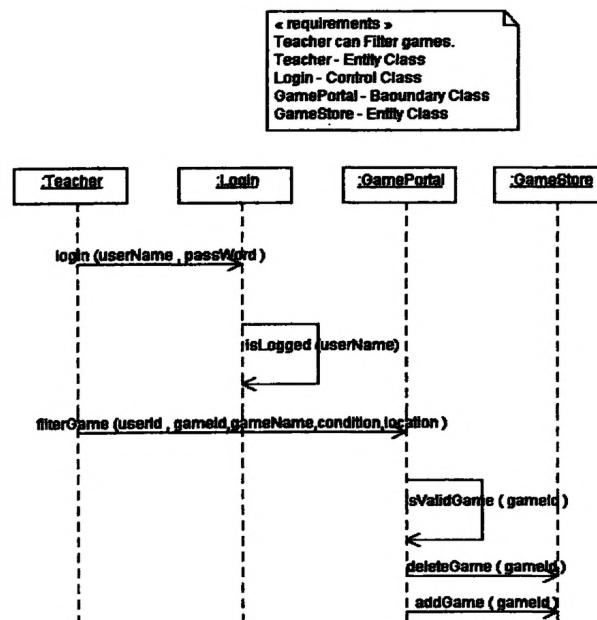 « requirements »
Teacher can Filter games.
Teacher - Entity Class
Login - Control Class
GamePortal - Baoundary Class
GameStore - Entity Class
:Teacher :Login :GamePortal :GameStore
login (userName , passWord )
isLogged (userName)
filterGame (userId , gameId,gameName,condition,location )
isValidGame ( gameId )
deleteGame ( gameId )
addGame ( gameId )